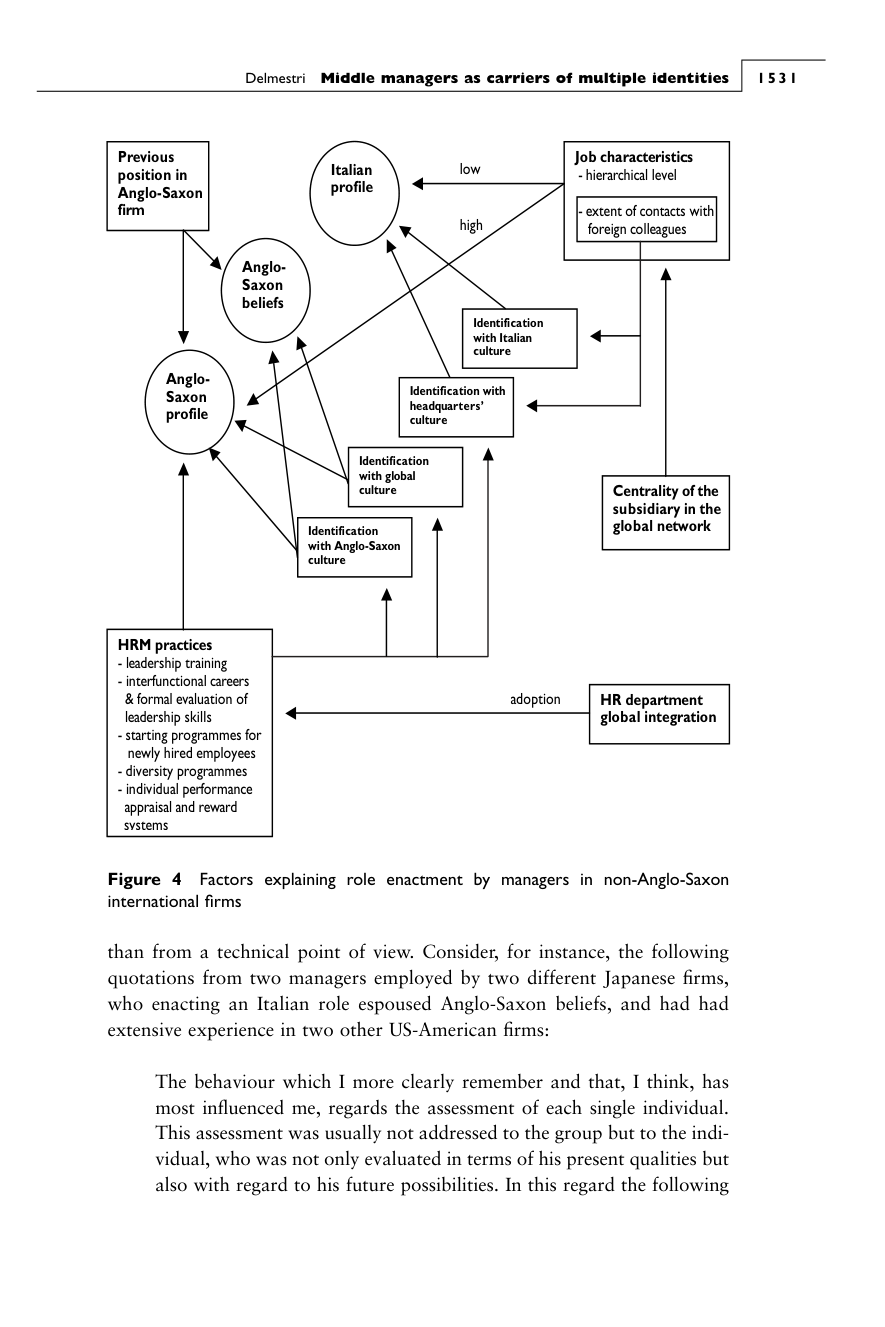 Delmestri Middle managers as carriers of multiple identities 1531
Previous
position in
Anglo-Saxon
firm
Italian
profile
low
high
Job characteristics
- hierarchical level
- extent of contacts with
foreign colleagues
Anglo-
Saxon
beliefs
Identification
with Italian
culture
Anglo-
Saxon
profile
Identification with
headquarters’
culture
Identification
with global
culture
Centrality of the
subsidiary in the
global network
Identification
with Anglo-Saxon
culture
HRM practices
- leadership training
- interfunctional careers
& formal evaluation of
leadership skills
- starting programmes for
newly hired employees
- diversity programmes
- individual performance
appraisal and reward
systems
adoption
HR department
global integration
Figure 4 Factors explaining role enactment by managers in non-Anglo-Saxon
international firms
than from a technical point of view. Consider, for instance, the following
quotations from two managers employed by two different Japanese firms,
who enacting an Italian role espoused Anglo-Saxon beliefs, and had had
extensive experience in two other US-American firms:
The behaviour which I more clearly remember and that, I think, has
most influenced me, regards the assessment of each single individual.
This assessment was usually not addressed to the group but to the indi-
vidual, who was not only evaluated in terms of his present qualities but
also with regard to his future possibilities. In this regard the following